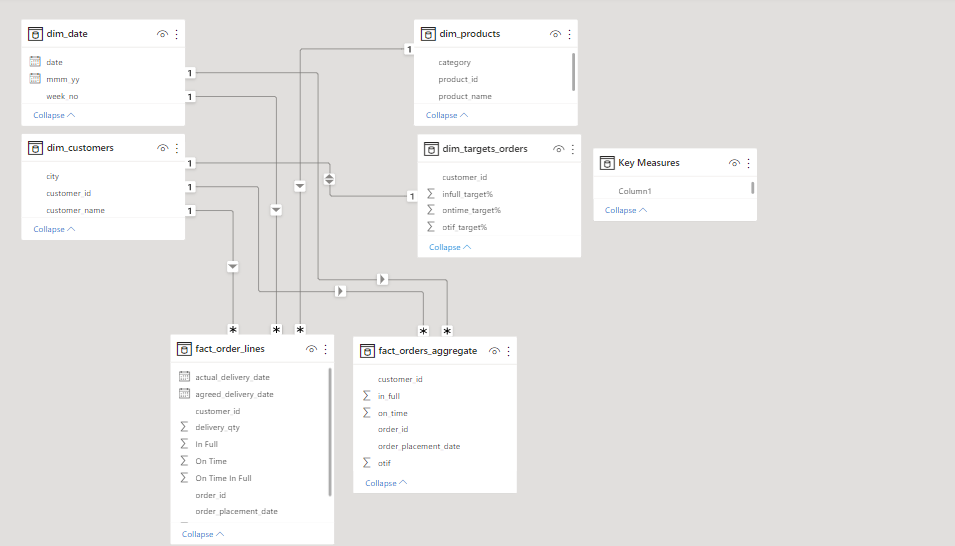 dim_date
date
mmm_yy
week_no
Collapse
dim_customers
city
customer_id
customer_name
Collapse
dim_products
category
product_id
product_name
Collapse
dim_targets_orders
customer_id
infull_target%
ontime_target%
otif_target%
Collapse
Key Measures
Column1
Collapse
1
1
1
1
1
1
1
*
*
*
*
*
fact_order_lines
actual_delivery_date
agreed_delivery_date
customer_id
delivery_qty
In Full
On Time
On Time In Full
order_id
order_placement_date
Collapse
fact_orders_aggregate
customer_id
in_full
on_time
order_id
order_placement_date
otif
Collapse